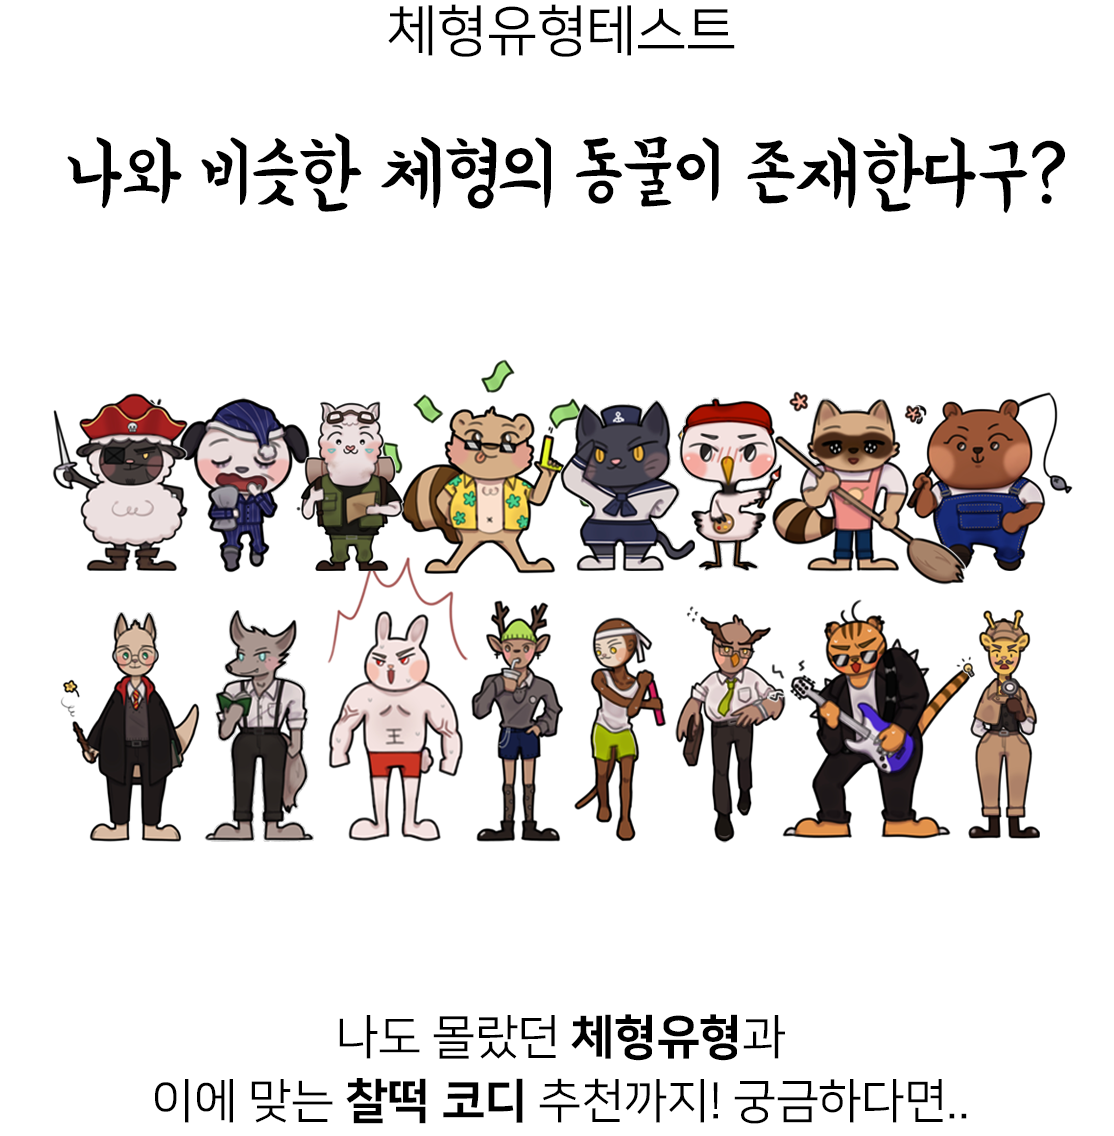 체형유형테스트
나와 비슷한 체형의 동물이 존재한다구?
王
나도 몰랐던 체형유형과
이에 맞는 찰떡 코디 추천까지! 궁금하다면..